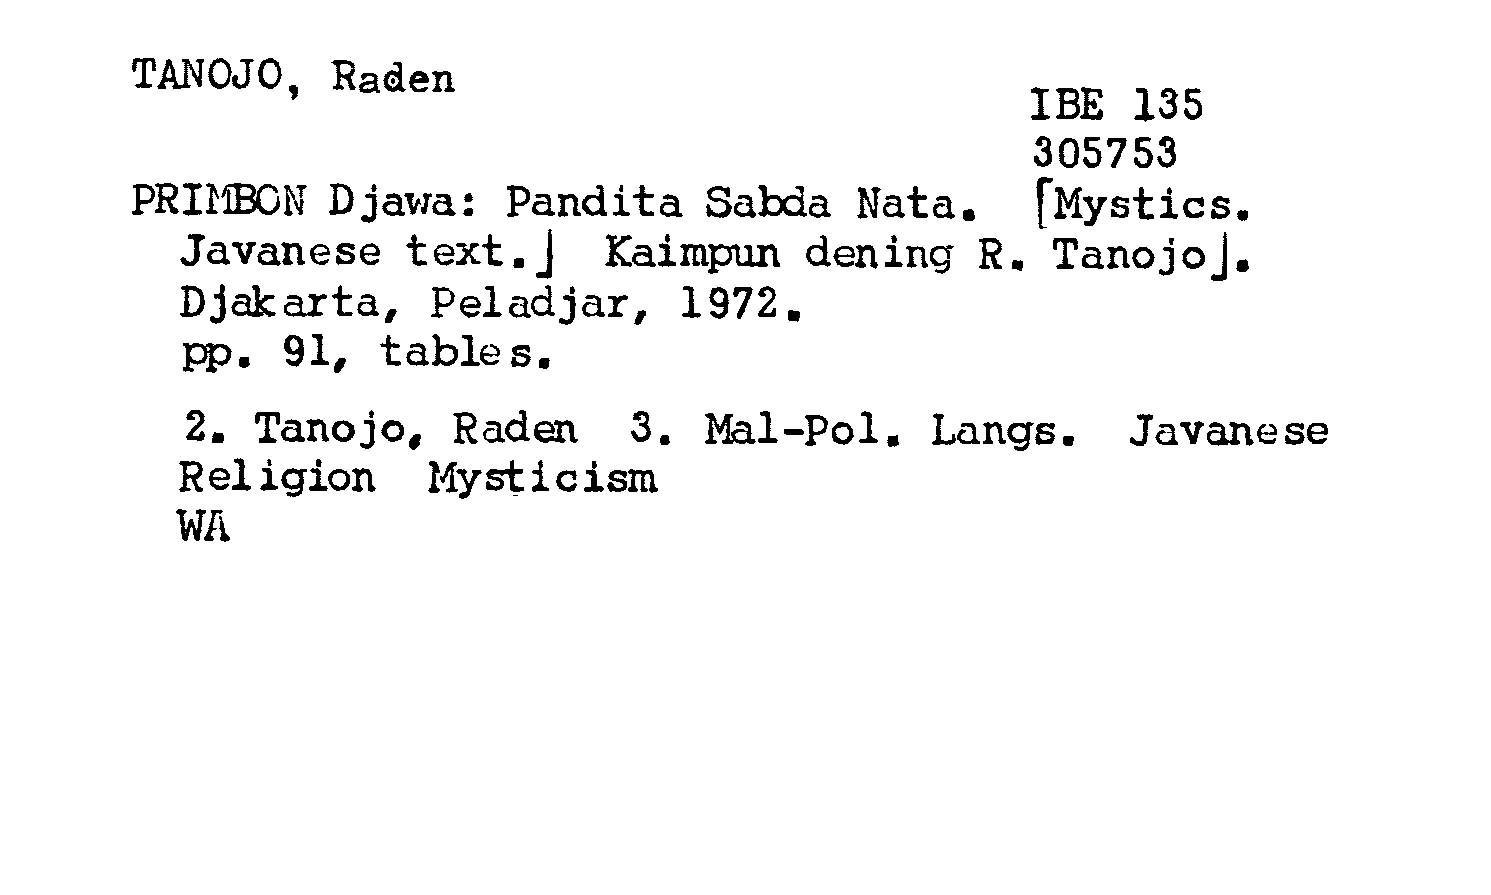 TANOJO, Raden
IBE 135
305753
PRIMBON Djawa: Pandita Sabda Nata. ⌈Mystics.
Javanese text.⌋ Kaimpun dening R. Tanojo⌋.
Djakarta, Peladjar, 1972.
pp. 91, tables.
2. Tanojo, Raden 3. Mal-Pol. Langs. Javanese
Religion Mysticism
WA